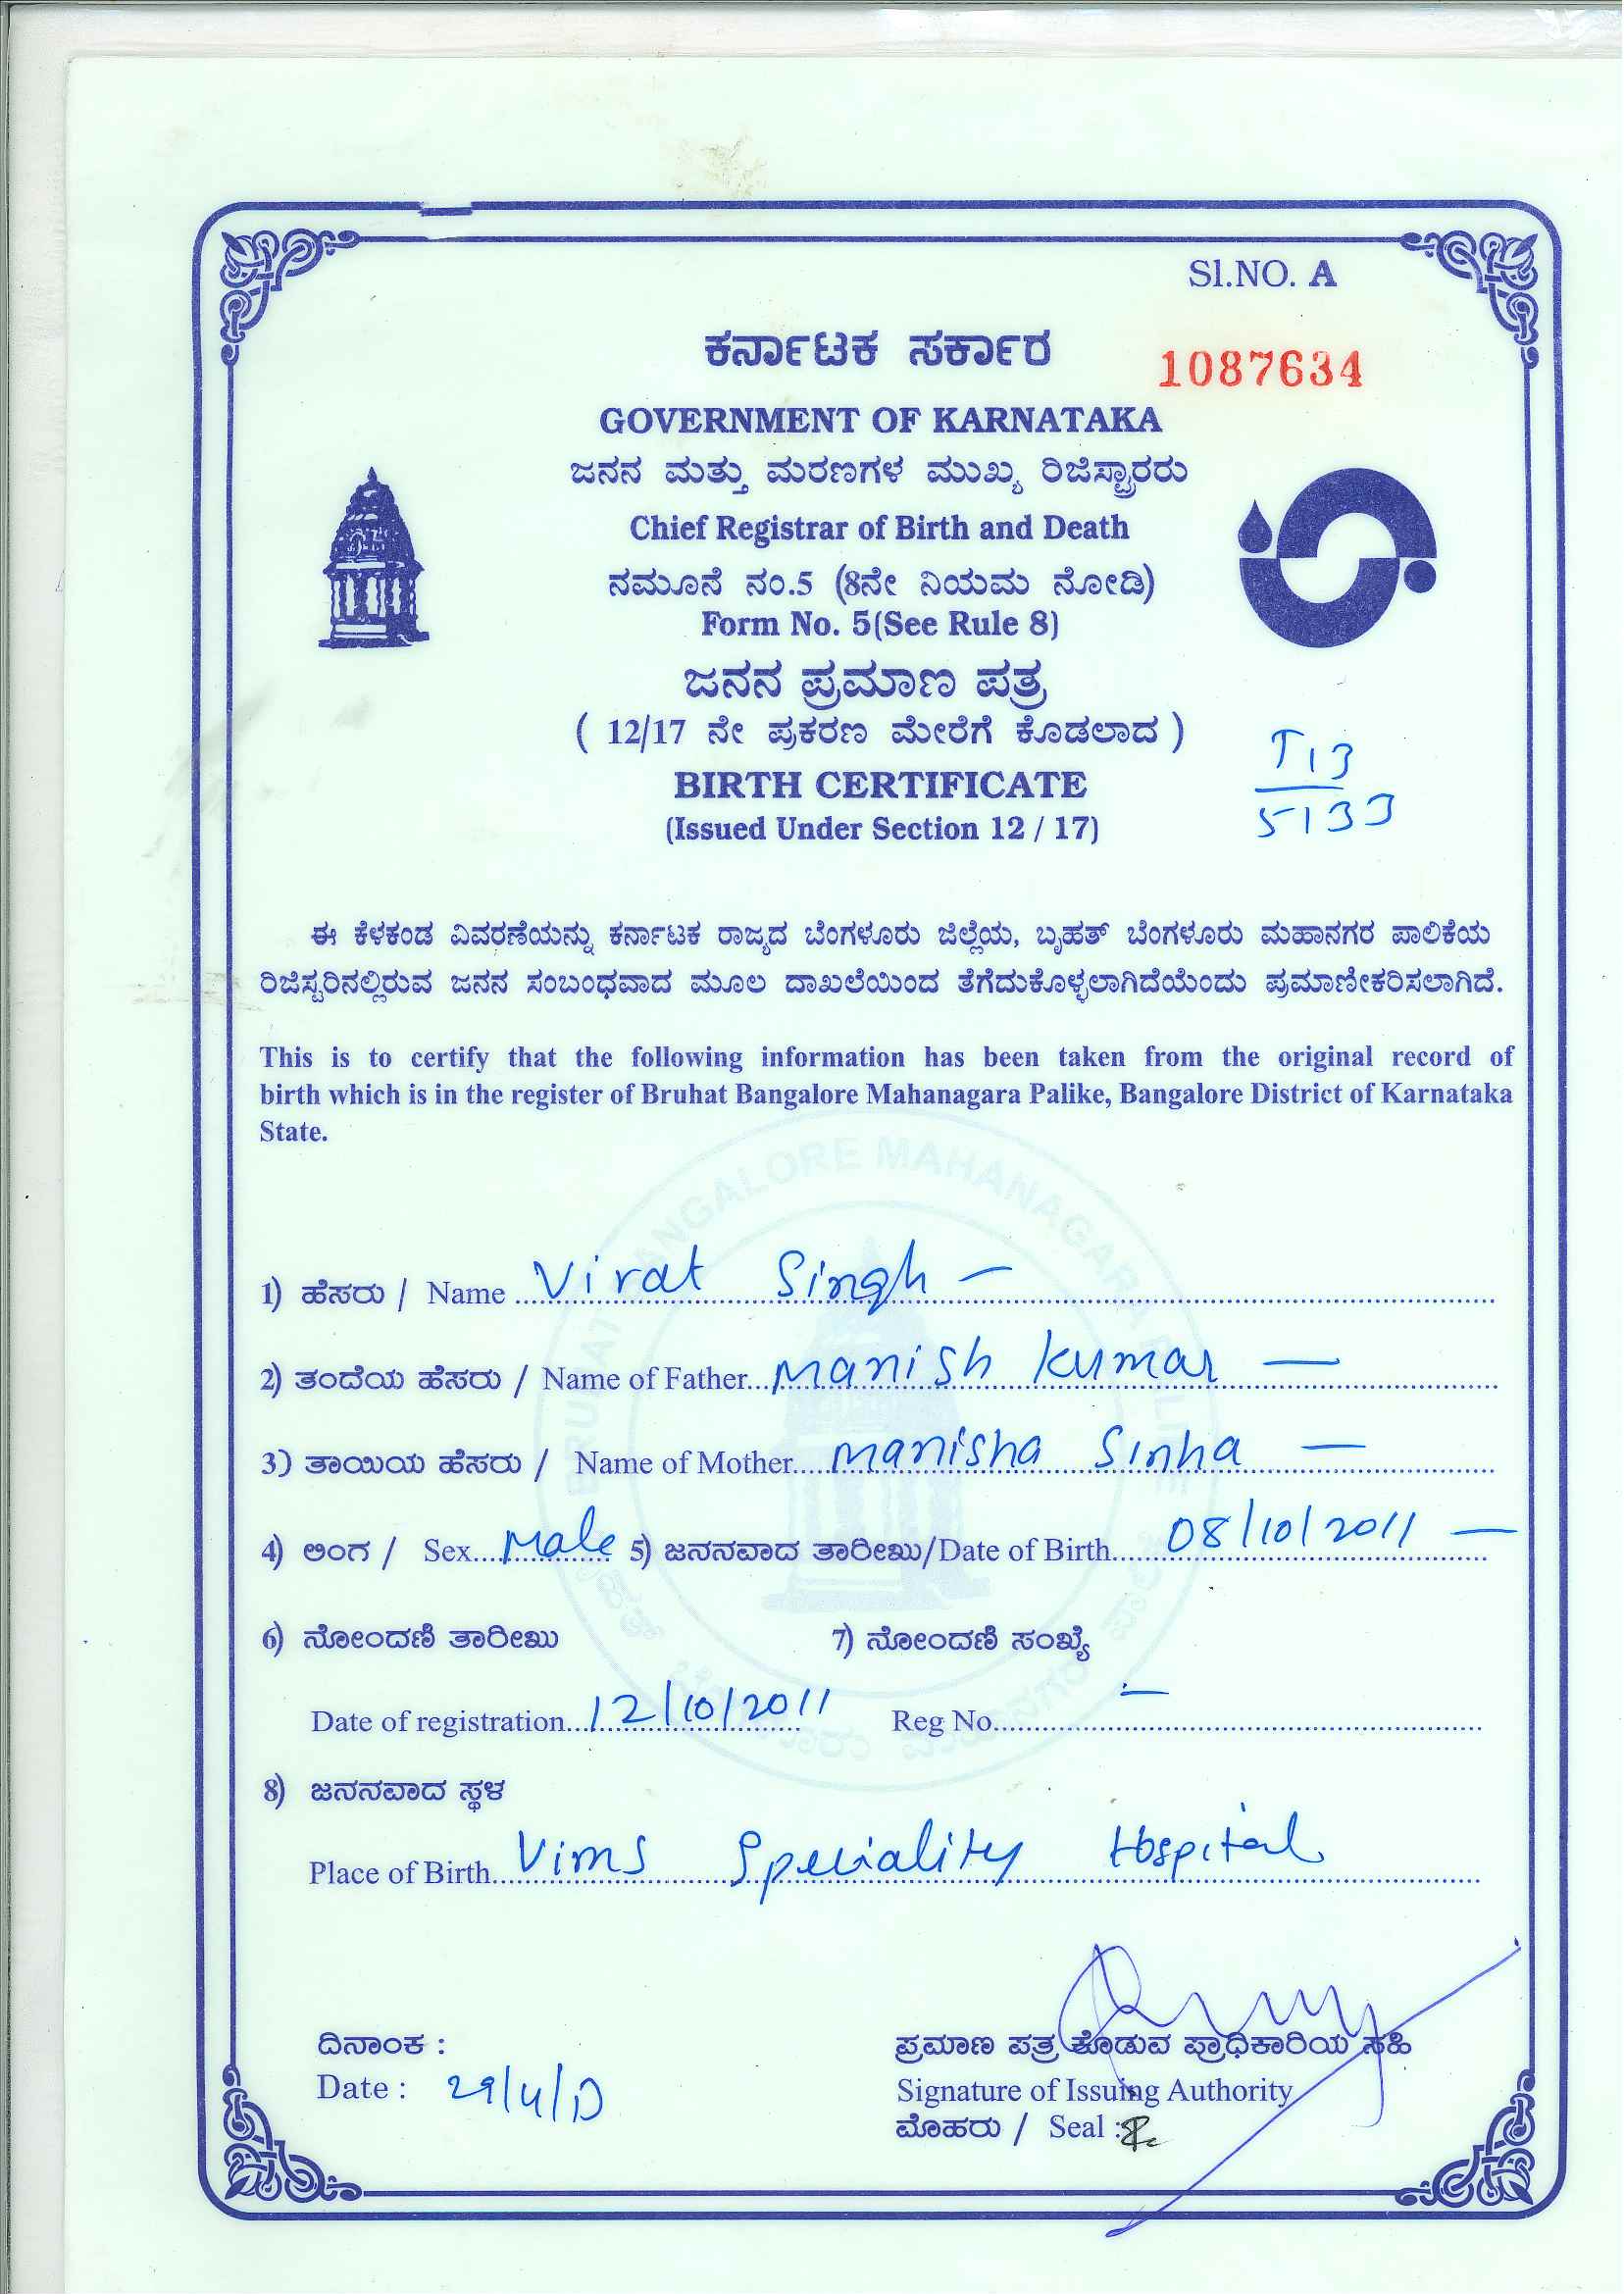 Sl.NO. A
ಕರ್ನಾಟಕ ಸರ್ಕಾರ
1087634
GOVERNMENT OF KARNATAKA
ಜನನ ಮತ್ತು ಮರಣಗಳ ಮುಖ್ಯ ರಿಜಿಸ್ಟ್ರಾರರು
Chief Registrar of Birth and Death
ನಮೂನೆ ನಂ.5 (8ನೇ ನಿಯಮ ನೋಡಿ)
Form No. 5(See Rule 8)
ಜನನ ಪ್ರಮಾಣ ಪತ್ರ
( 12/17 ನೇ ಪ್ರಕರಣ ಮೇರೆಗೆ ಕೊಡಲಾದ )
BIRTH CERTIFICATE
(Issued Under Section 12 / 17)
T13
5133
ಈ ಕೆಳಕಂಡ ವಿವರಣೆಯನ್ನು ಕರ್ನಾಟಕ ರಾಜ್ಯದ ಬೆಂಗಳೂರು ಜಿಲ್ಲೆಯ, ಬೃಹತ್ ಬೆಂಗಳೂರು ಮಹಾನಗರ ಪಾಲಿಕೆಯ
ರಿಜಿಸ್ಟರಿನಲ್ಲಿರುವ ಜನನ ಸಂಬಂಧವಾದ ಮೂಲ ದಾಖಲೆಯಿಂದ ತೆಗೆದುಕೊಳ್ಳಲಾಗಿದೆಯೆಂದು ಪ್ರಮಾಣೀಕರಿಸಲಾಗಿದೆ.
This is to certify that the following information has been taken from the original record of
birth which is in the register of Bruhat Bangalore Mahanagara Palike, Bangalore District of Karnataka
State.
1) ಹೆಸರು / Name Virat Singh –
2) ತಂದೆಯ ಹೆಸರು / Name of Father... Manish Kumar —
3) ತಾಯಿಯ ಹೆಸರು / Name of Mother.... Manisha Sinha —
4) ಲಿಂಗ / Sex... Male 5) ಜನನವಾದ ತಾರೀಖು/Date of Birth.... 08/10/2011 —
6) ನೋಂದಣಿ ತಾರೀಖು 7) ನೋಂದಣಿ ಸಂಖ್ಯೆ
Date of registration... 12/10/2011 Reg No.... –
8) ಜನನವಾದ ಸ್ಥಳ
Place of Birth... Vims Speciality Hospital
ದಿನಾಂಕ :
Date : 29/4/13
ಪ್ರಮಾಣ ಪತ್ರ ಕೊಡುವ ಪ್ರಾಧಿಕಾರಿಯ ಸಹಿ
Signature of Issuing Authority
ಮೊಹರು / Seal :